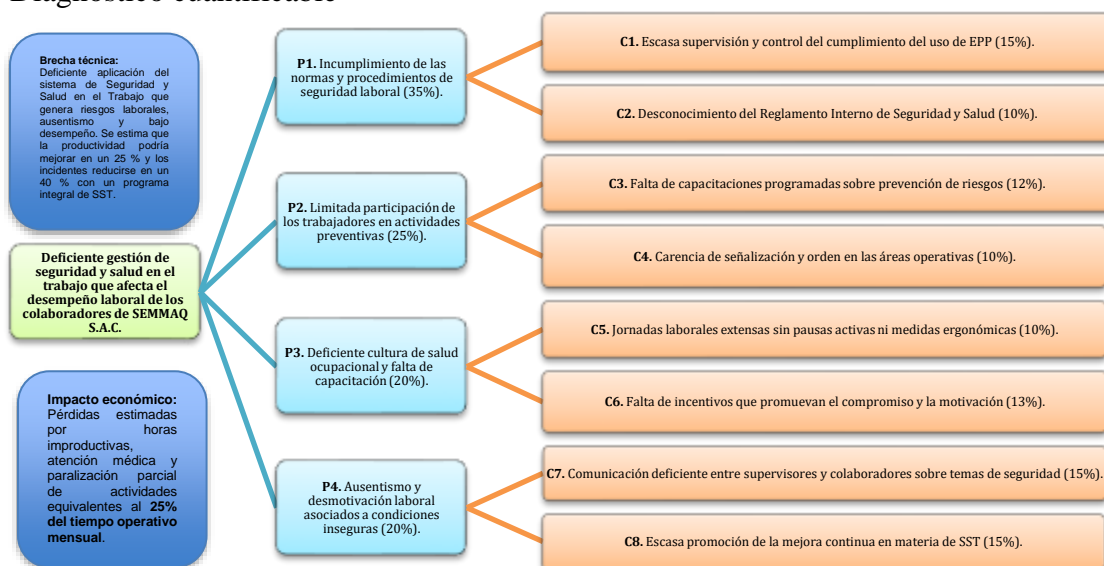 Diagnóstico cuantificable
Brecha técnica:
Deficiente aplicación del
sistema de Seguridad y
Salud en el Trabajo que
genera riesgos laborales,
ausentismo y bajo
desempeño. Se estima que
la productividad podría
mejorar en un 25 % y los
incidentes reducirse en un
40 % con un programa
integral de SST.
Deficiente gestión de
seguridad y salud en el
trabajo que afecta el
desempeño laboral de los
colaboradores de SEMMAQ
S.A.C.
Impacto económico:
Pérdidas estimadas
por horas
improductivas,
atención médica y
paralización parcial
de actividades
equivalentes al 25%
del tiempo operativo
mensual.
P1. Incumplimiento de las
normas y procedimientos de
seguridad laboral (35%).
P2. Limitada participación de
los trabajadores en actividades
preventivas (25%).
P3. Deficiente cultura de salud
ocupacional y falta de
capacitación (20%).
P4. Ausentismo y
desmotivación laboral
asociados a condiciones
inseguras (20%).
C1. Escasa supervisión y control del cumplimiento del uso de EPP (15%).
C2. Desconocimiento del Reglamento Interno de Seguridad y Salud (10%).
C3. Falta de capacitaciones programadas sobre prevención de riesgos (12%).
C4. Carencia de señalización y orden en las áreas operativas (10%).
C5. Jornadas laborales extensas sin pausas activas ni medidas ergonómicas (10%).
C6. Falta de incentivos que promuevan el compromiso y la motivación (13%).
C7. Comunicación deficiente entre supervisores y colaboradores sobre temas de seguridad (15%).
C8. Escasa promoción de la mejora continua en materia de SST (15%).